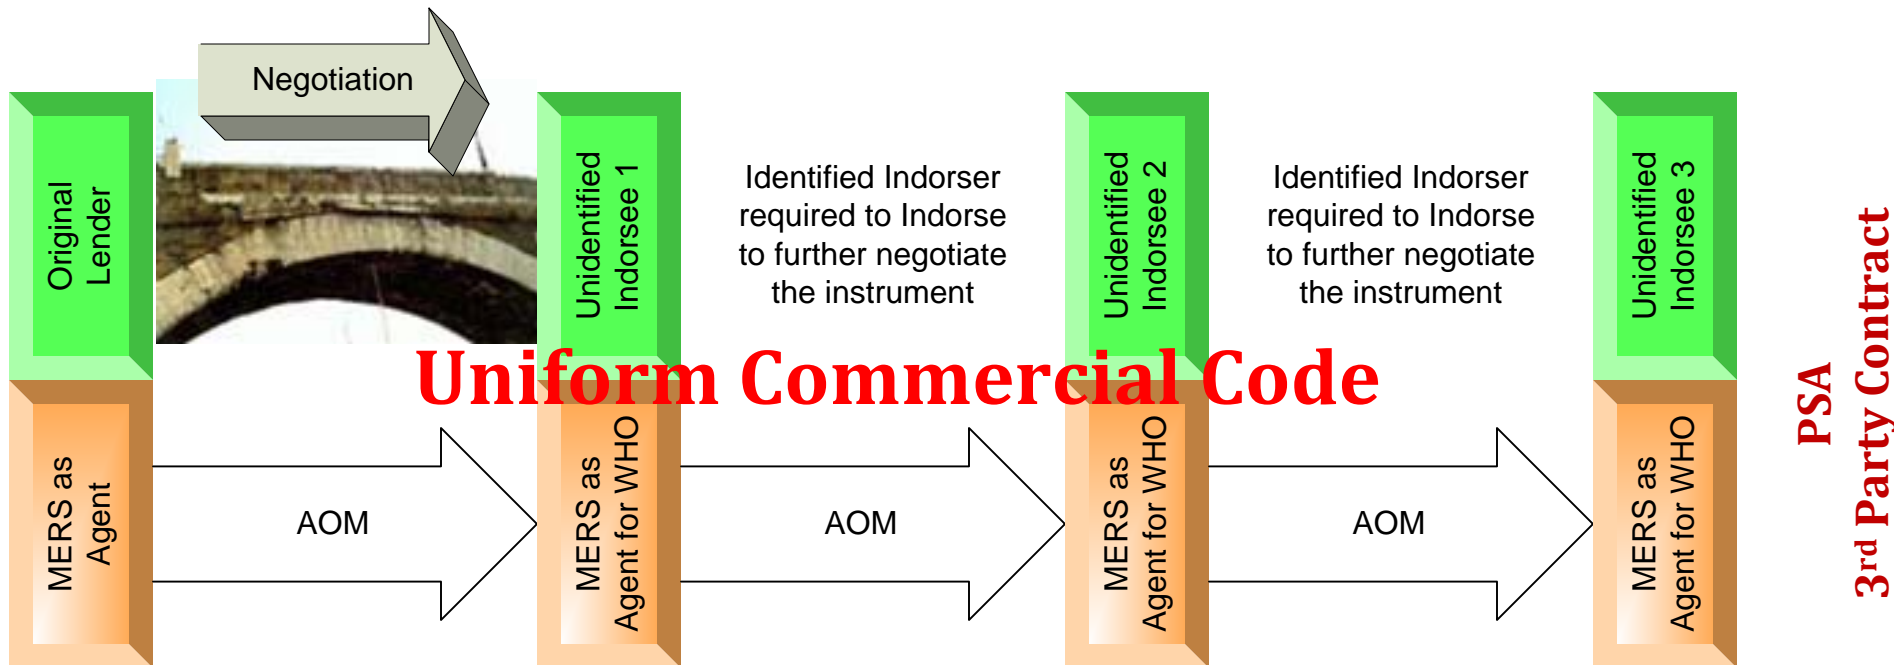 Negotiation
Original
Lender
Unidentified
Indorsee 1
Identified Indorser
required to Indorse
to further negotiate
the instrument
Unidentified
Indorsee 2
Identified Indorser
required to Indorse
to further negotiate
the instrument
Unidentified
Indorsee 3
Uniform Commercial Code
MERS as
Agent
AOM
MERS as
Agent for WHO
AOM
MERS as
Agent for WHO
AOM
MERS as
Agent for WHO
PSA
3rd Party Contract